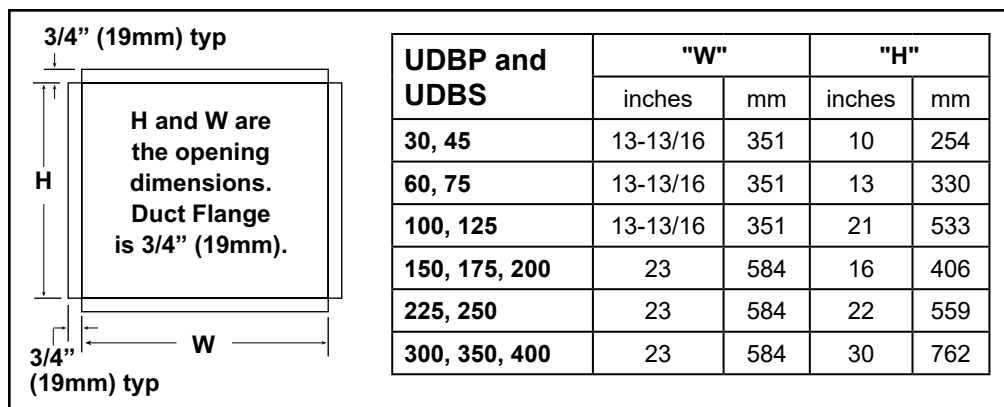 3/4” (19mm) typ
H and W are
the opening
dimensions.
Duct Flange
is 3/4” (19mm).
H
W
3/4”
(19mm) typ
UDBP and
UDBS
"W" "H"
inches mm inches mm
30, 45 13-13/16 351 10 254
60, 75 13-13/16 351 13 330
100, 125 13-13/16 351 21 533
150, 175, 200 23 584 16 406
225, 250 23 584 22 559
300, 350, 400 23 584 30 762